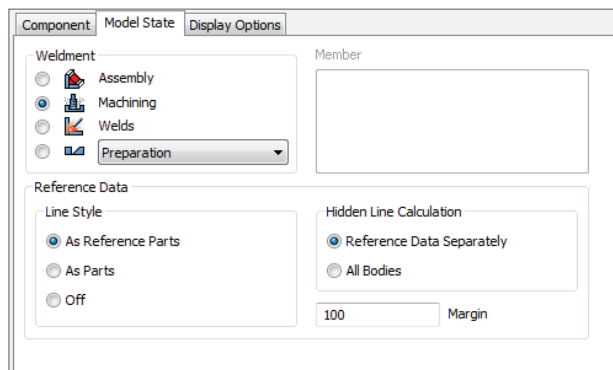 Component Model State Display Options
Weldment
Assembly
Machining
Welds
Preparation
Member
Reference Data
Line Style
As Reference Parts
As Parts
Off
Hidden Line Calculation
Reference Data Separately
All Bodies
100 Margin